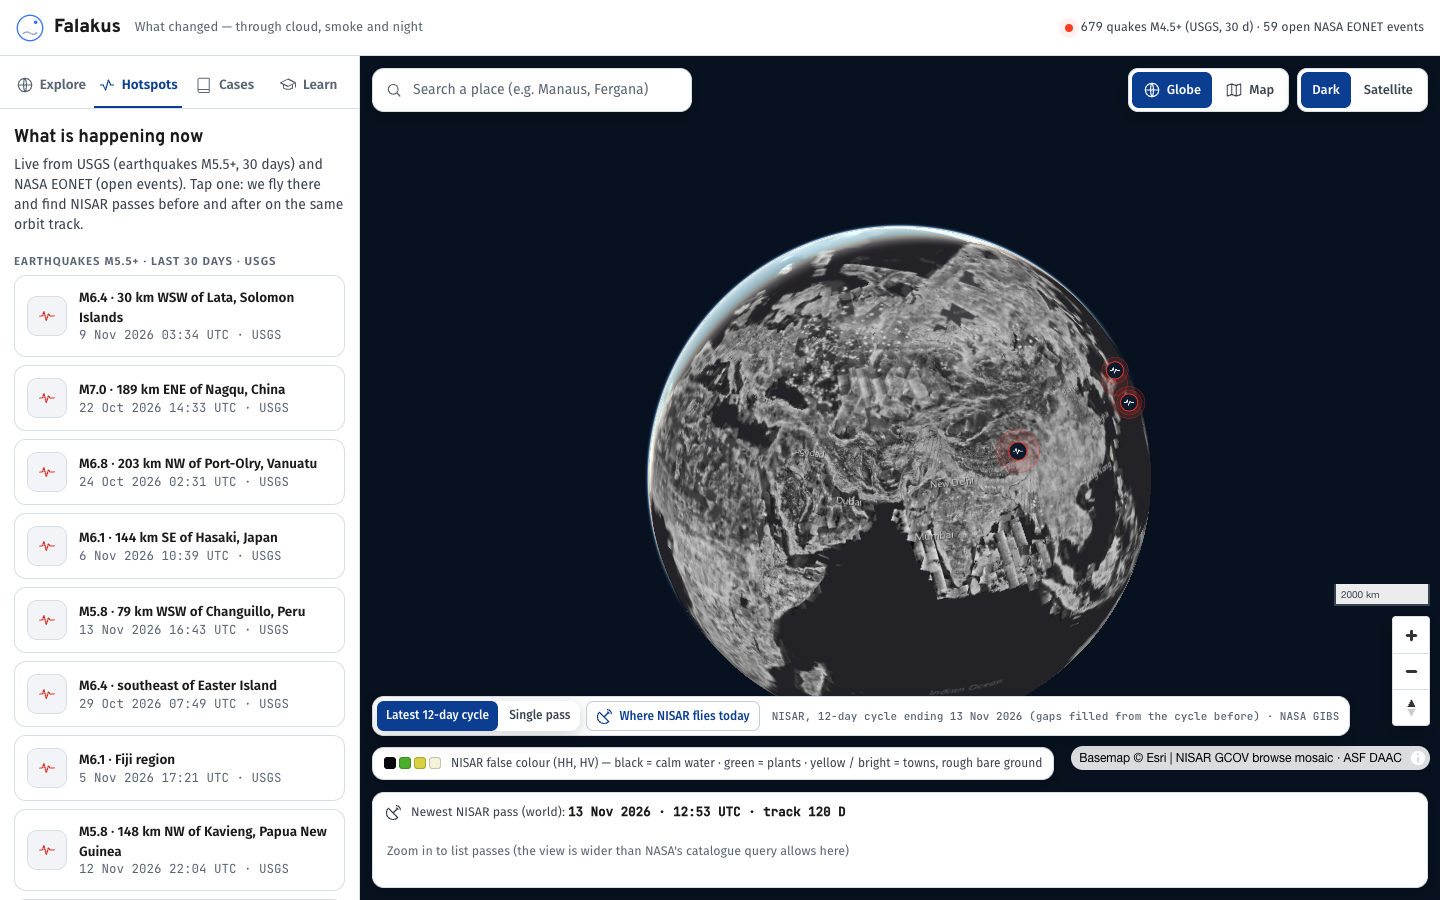 Falakus
What changed — through cloud, smoke and night
679 quakes M4.5+ (USGS, 30 d) · 59 open NASA EONET events
Explore
Hotspots
Cases
Learn
What is happening now
Live from USGS (earthquakes M5.5+, 30 days) and
NASA EONET (open events). Tap one: we fly there
and find NISAR passes before and after on the same
orbit track.
EARTHQUAKES M5.5+ · LAST 30 DAYS · USGS
M6.4 · 30 km WSW of Lata, Solomon
Islands
9 Nov 2026 03:34 UTC · USGS
M7.0 · 189 km ENE of Nagqu, China
22 Oct 2026 14:33 UTC · USGS
M6.8 · 203 km NW of Port-Olry, Vanuatu
24 Oct 2026 02:31 UTC · USGS
M6.1 · 144 km SE of Hasaki, Japan
6 Nov 2026 10:39 UTC · USGS
M5.8 · 79 km WSW of Changuillo, Peru
13 Nov 2026 16:43 UTC · USGS
M6.4 · southeast of Easter Island
29 Oct 2026 07:49 UTC · USGS
M6.1 · Fiji region
5 Nov 2026 17:21 UTC · USGS
M5.8 · 148 km NW of Kavieng, Papua New
Guinea
12 Nov 2026 22:04 UTC · USGS
Search a place (e.g. Manaus, Fergana)
Globe
Map
Dark
Satellite
New Delhi
Dubai
Mumbai
Indian Ocean
2000 km
Latest 12-day cycle
Single pass
Where NISAR flies today
NISAR, 12-day cycle ending 13 Nov 2026 (gaps filled from the cycle before) · NASA GIBS
NISAR false colour (HH, HV) — black = calm water · green = plants · yellow / bright = towns, rough bare ground
Basemap © Esri | NISAR GCOV browse mosaic · ASF DAAC
Newest NISAR pass (world): 13 Nov 2026 · 12:53 UTC · track 120 D
Zoom in to list passes (the view is wider than NASA's catalogue query allows here)